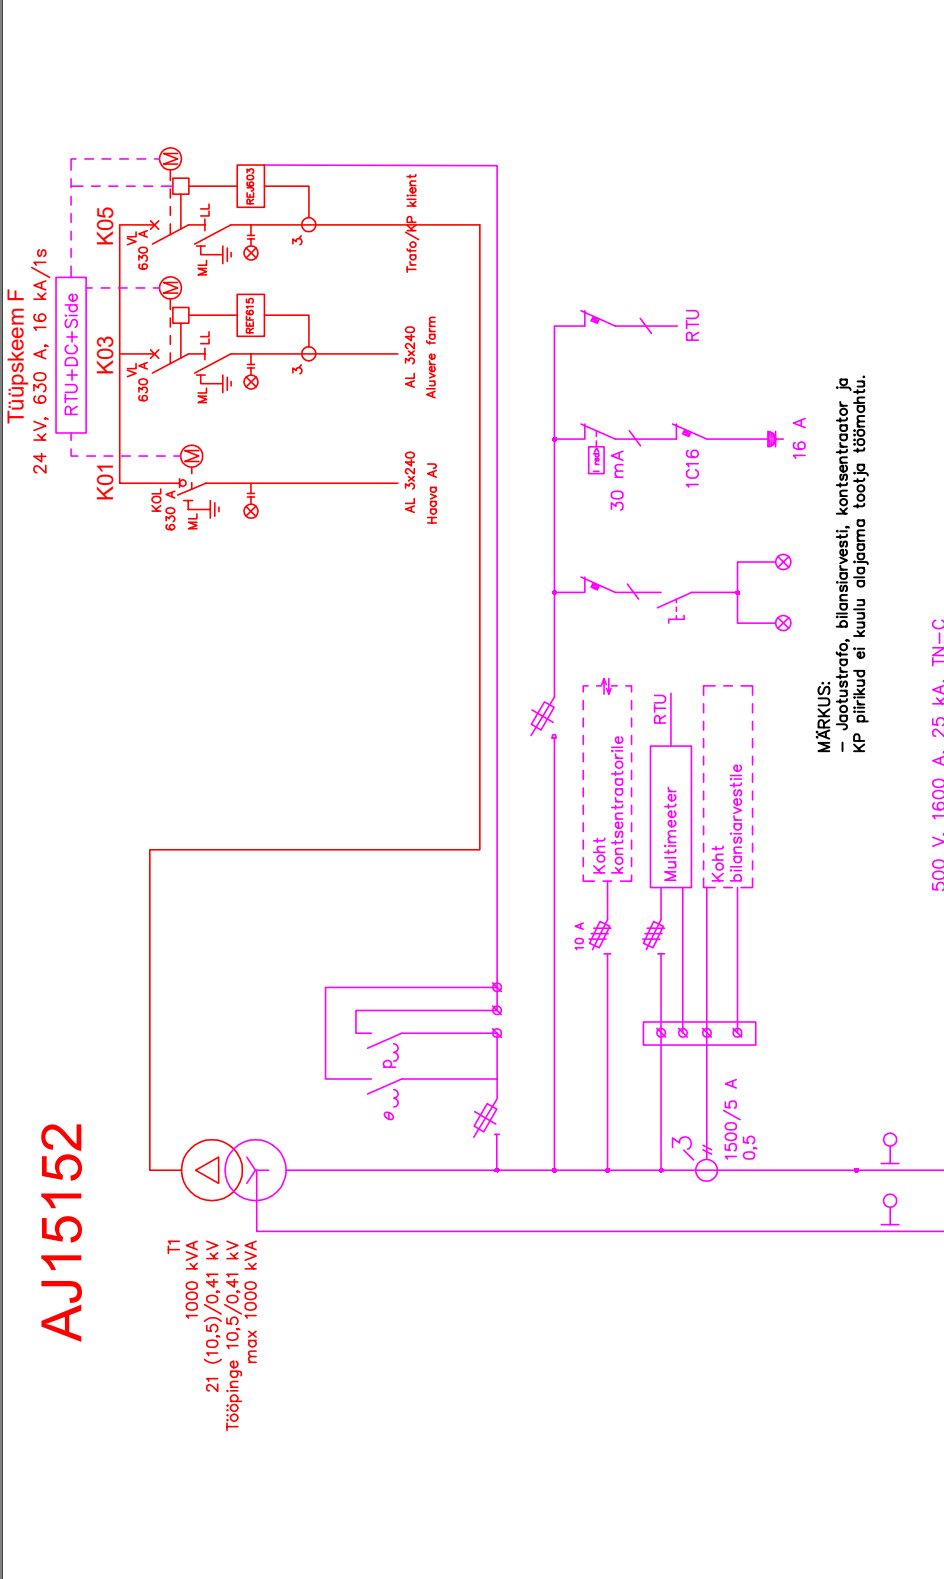 AJ15152
Tüüpskeem F
24 kV, 630 A, 16 kA/1s
RTU+DC+Side
K01
KOL
630 A
ML
AL 3x240
Haava AJ
K03
VL
630 A
LL
ML
REF615
3
AL 3x240
Aluvere farm
K05
VL
630 A
LL
ML
REJ603
3
Trafo/KP klient
T1
1000 kVA
21 (10,5)/0,41 kV
Tööpinge 10,5/0,41 kV
max 1000 kVA
M
M
M
p
θ
10 A
Koht
kontsentraatorile
RTU
Multimeeter
Koht
bilansiarvestile
3
1500/5 A
0,5
30 mA
1C16
16 A
RTU
MÄRKUS:
– Jaotustrafo, bilansiarvesti, kontsentraator ja
KP piirikud ei kuulu alajaama tootja töömahtu.
500 V, 1600 A, 25 kA, TN-C